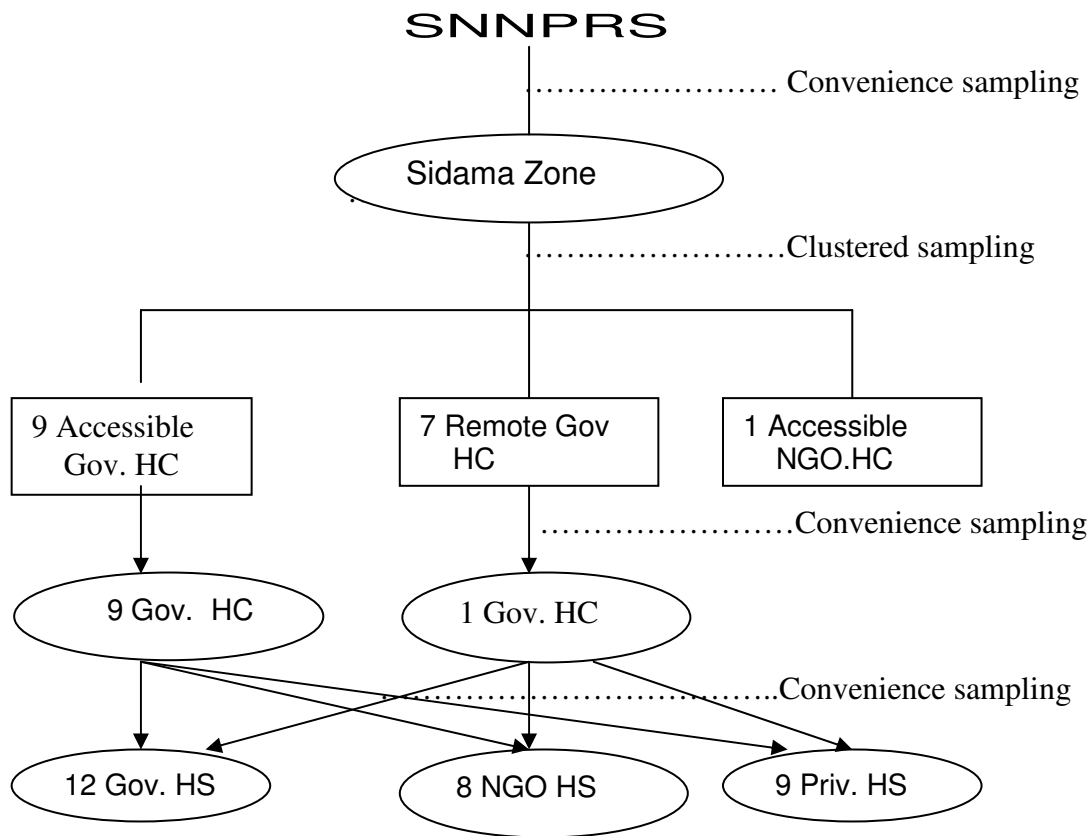 SNNPRS
…………………… Convenience sampling
Sidama Zone
.
…….………………Clustered sampling
9 Accessible
Gov. HC
7 Remote Gov
HC
1 Accessible
NGO.HC
……………………Convenience sampling
9 Gov. HC
1 Gov. HC
………………………………..Convenience sampling
12 Gov. HS
8 NGO HS
9 Priv. HS